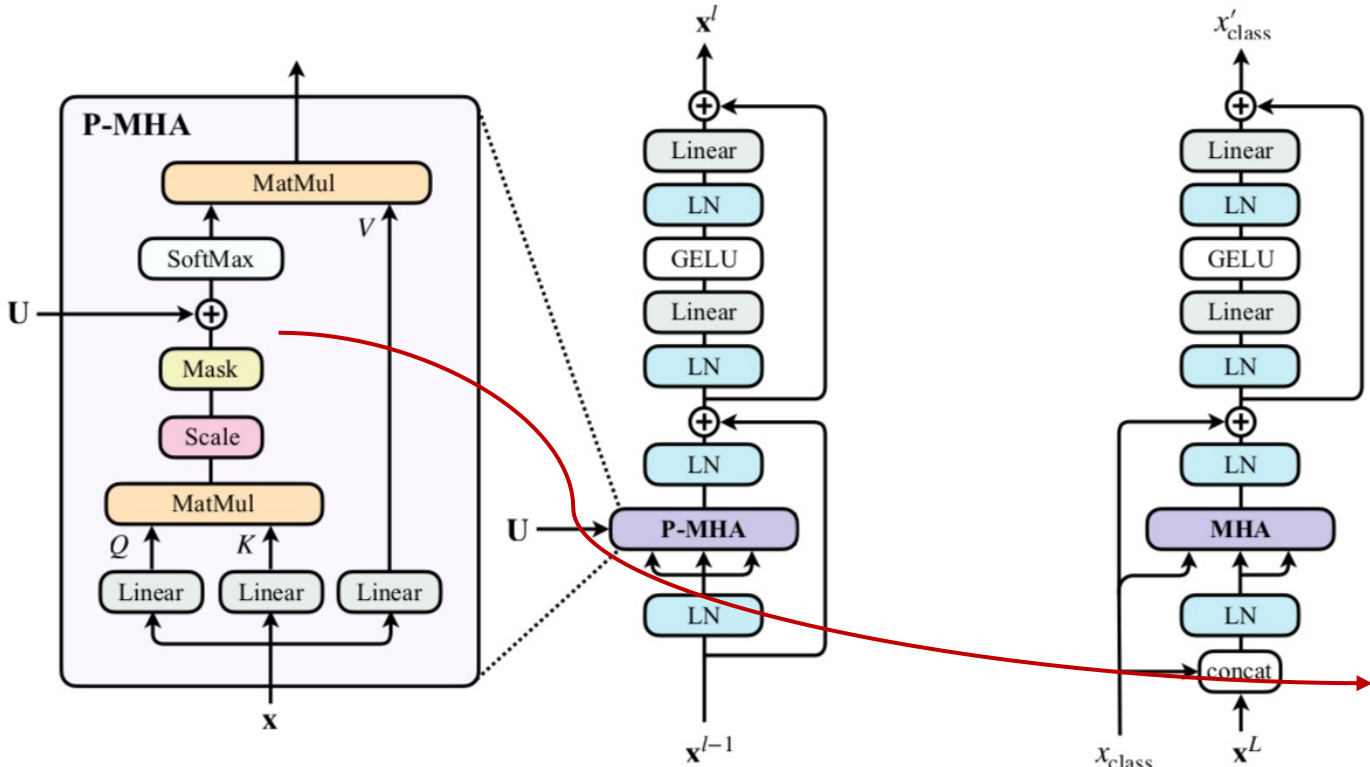 P-MHA
MatMul
V
SoftMax
U
Mask
Scale
MatMul
Q
K
Linear
Linear
Linear
x
x^l
Linear
LN
GELU
Linear
LN
LN
U
P-MHA
LN
x^{l−1}
x′_class
Linear
LN
GELU
Linear
LN
LN
MHA
LN
concat
x_class
x^L